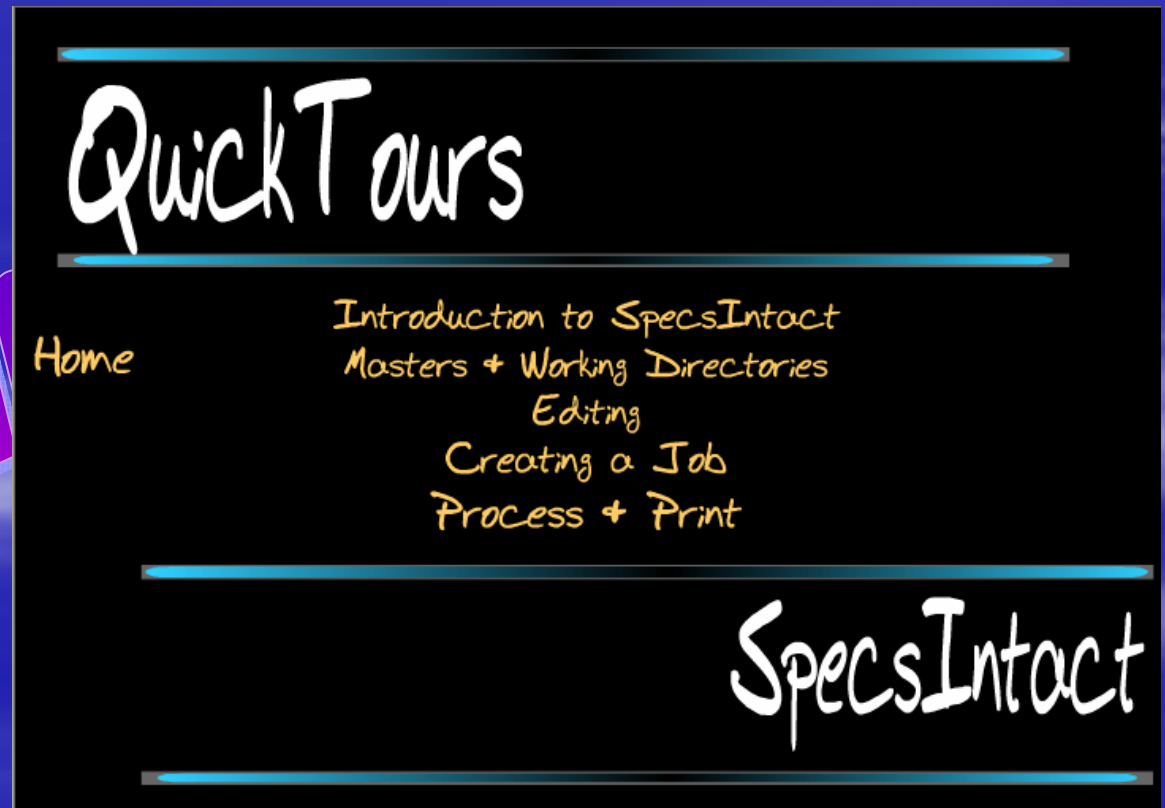 QuickTours
Introduction to SpecsIntact
Home
Masters & Working Directories
Editing
Creating a Job
Process & Print
SpecsIntact